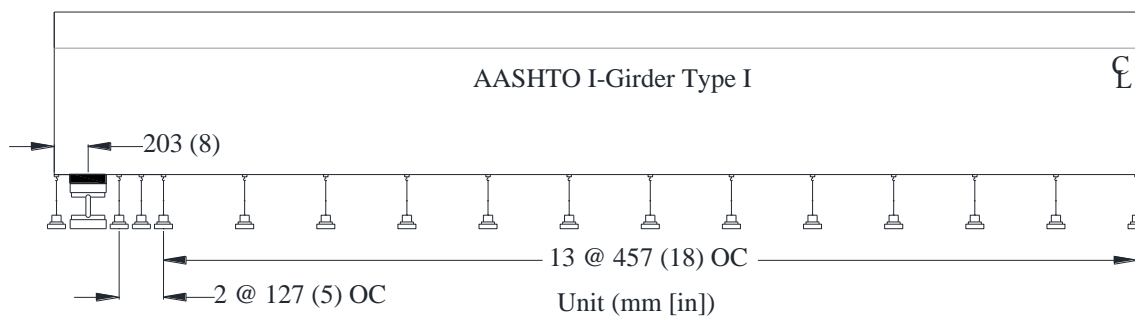 AASHTO I-Girder Type I
℄
203 (8)
13 @ 457 (18) OC
2 @ 127 (5) OC
Unit (mm [in])